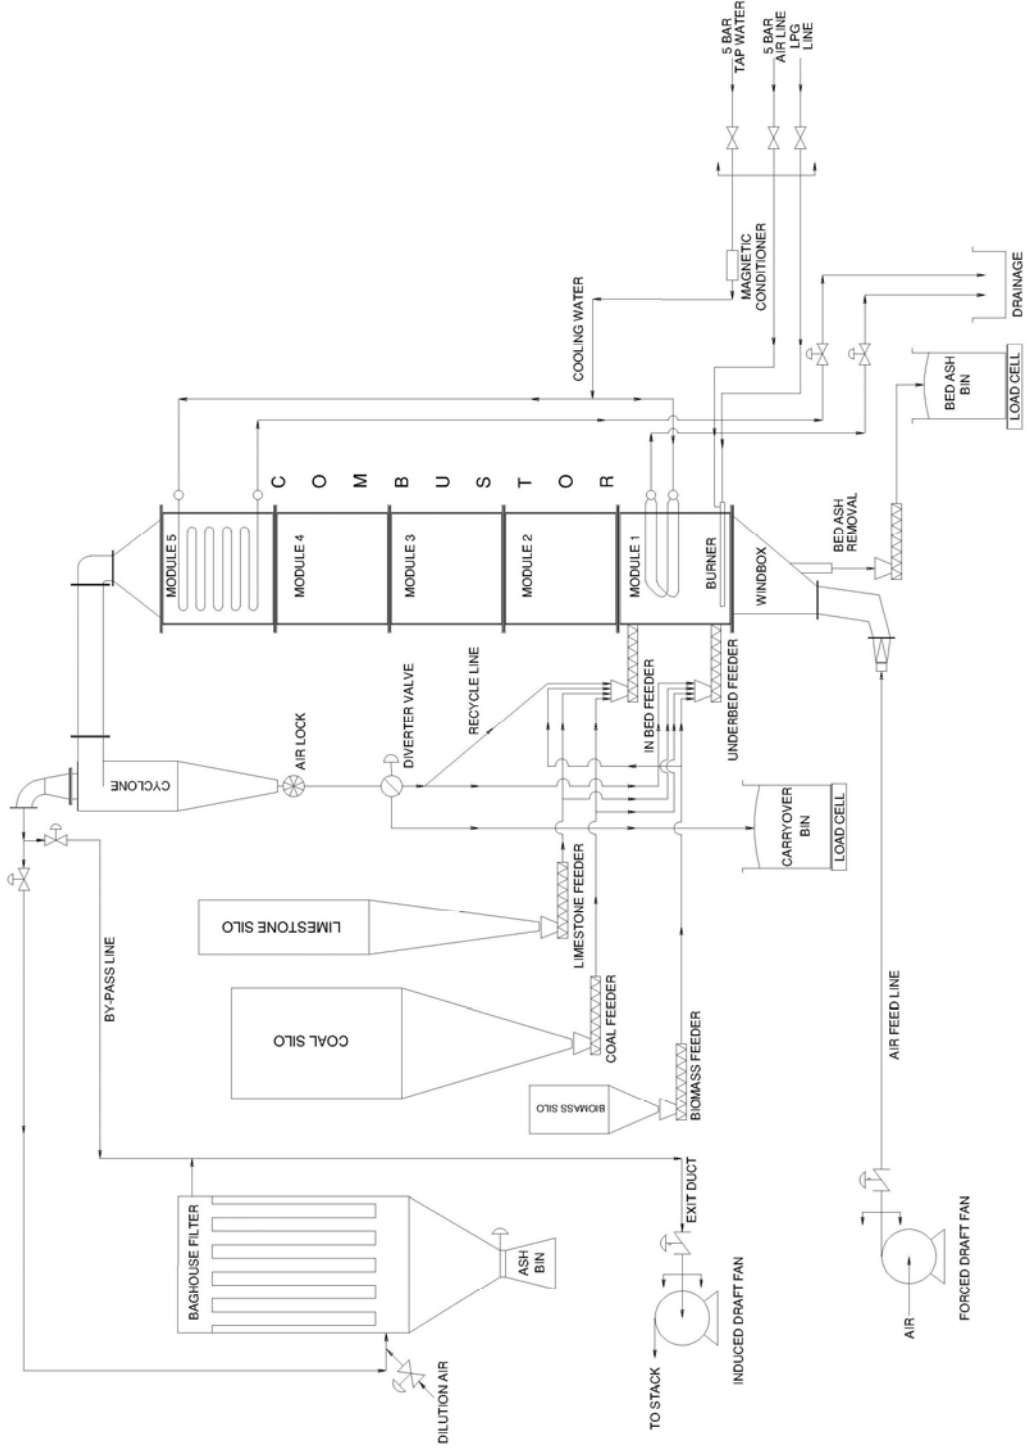 5 BAR
TAP WATER
5 BAR
AIR LINE
LPG
LINE
MAGNETIC
CONDITIONER
COOLING WATER
DRAINAGE
BED ASH
BIN
LOAD CELL
BED ASH
REMOVAL
C O M B U S T O R
MODULE 5
MODULE 4
MODULE 3
MODULE 2
MODULE 1
BURNER
WINDBOX
CYCLONE
AIR LOCK
DIVERTER VALVE
RECYCLE LINE
IN BED FEEDER
UNDERBED FEEDER
CARRYOVER
BIN
LOAD CELL
LIMESTONE SILO
LIMESTONE FEEDER
COAL SILO
COAL FEEDER
BIOMASS SILO
BIOMASS FEEDER
BY-PASS LINE
AIR FEED LINE
BAGHOUSE FILTER
ASH
BIN
EXIT DUCT
DILUTION AIR
TO STACK
INDUCED DRAFT FAN
AIR
FORCED DRAFT FAN